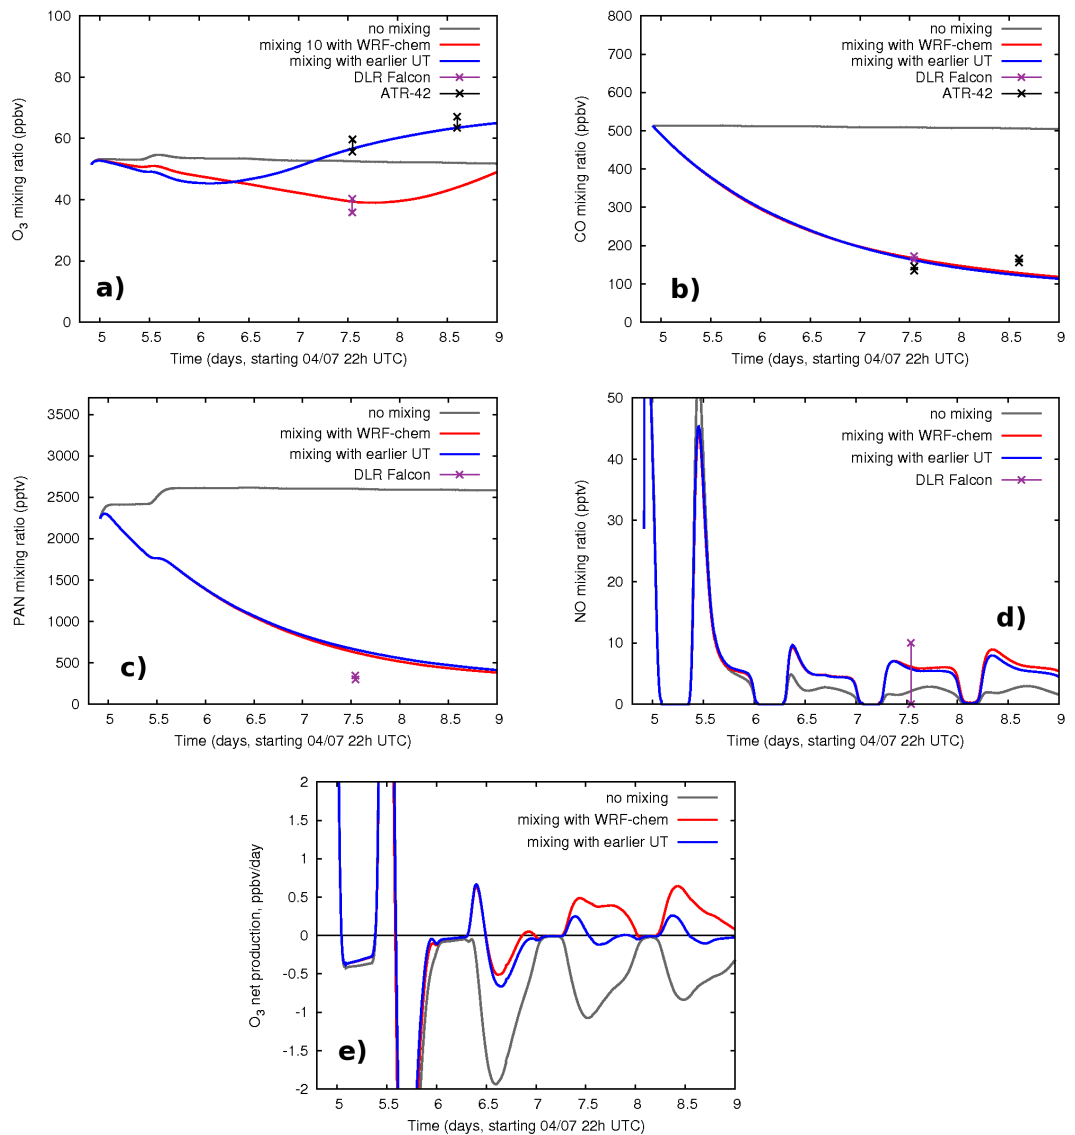 100
80
60
40
20
0
O3 mixing ratio (ppbv)
no mixing
mixing 10 with WRF-chem
mixing with earlier UT
DLR Falcon
ATR-42
a)
5 5.5 6 6.5 7 7.5 8 8.5 9
Time (days, starting 04/07 22h UTC)
800
700
600
500
400
300
200
100
0
CO mixing ratio (ppbv)
no mixing
mixing with WRF-chem
mixing with earlier UT
DLR Falcon
ATR-42
b)
5 5.5 6 6.5 7 7.5 8 8.5 9
Time (days, starting 04/07 22h UTC)
3500
3000
2500
2000
1500
1000
500
0
PAN mixing ratio (pptv)
no mixing
mixing with WRF-chem
mixing with earlier UT
DLR Falcon
c)
5 5.5 6 6.5 7 7.5 8 8.5 9
Time (days, starting 04/07 22h UTC)
50
40
30
20
10
0
NO mixing ratio (pptv)
no mixing
mixing with WRF-chem
mixing with earlier UT
DLR Falcon
d)
5 5.5 6 6.5 7 7.5 8 8.5 9
Time (days, starting 04/07 22h UTC)
2
1.5
1
0.5
0
-0.5
-1
-1.5
-2
O3 net production, ppbv/day
no mixing
mixing with WRF-chem
mixing with earlier UT
e)
5 5.5 6 6.5 7 7.5 8 8.5 9
Time (days, starting 04/07 22h UTC)